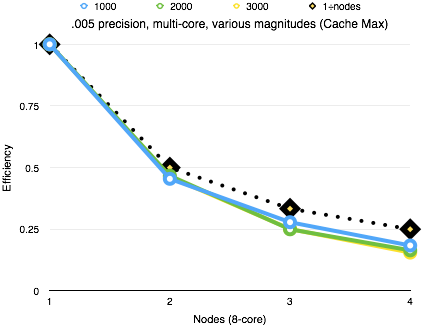 1000 2000 3000 1÷nodes
.005 precision, multi-core, various magnitudes (Cache Max)
1
0.75
0.5
0.25
0
Efficiency
1 2 3 4
Nodes (8-core)